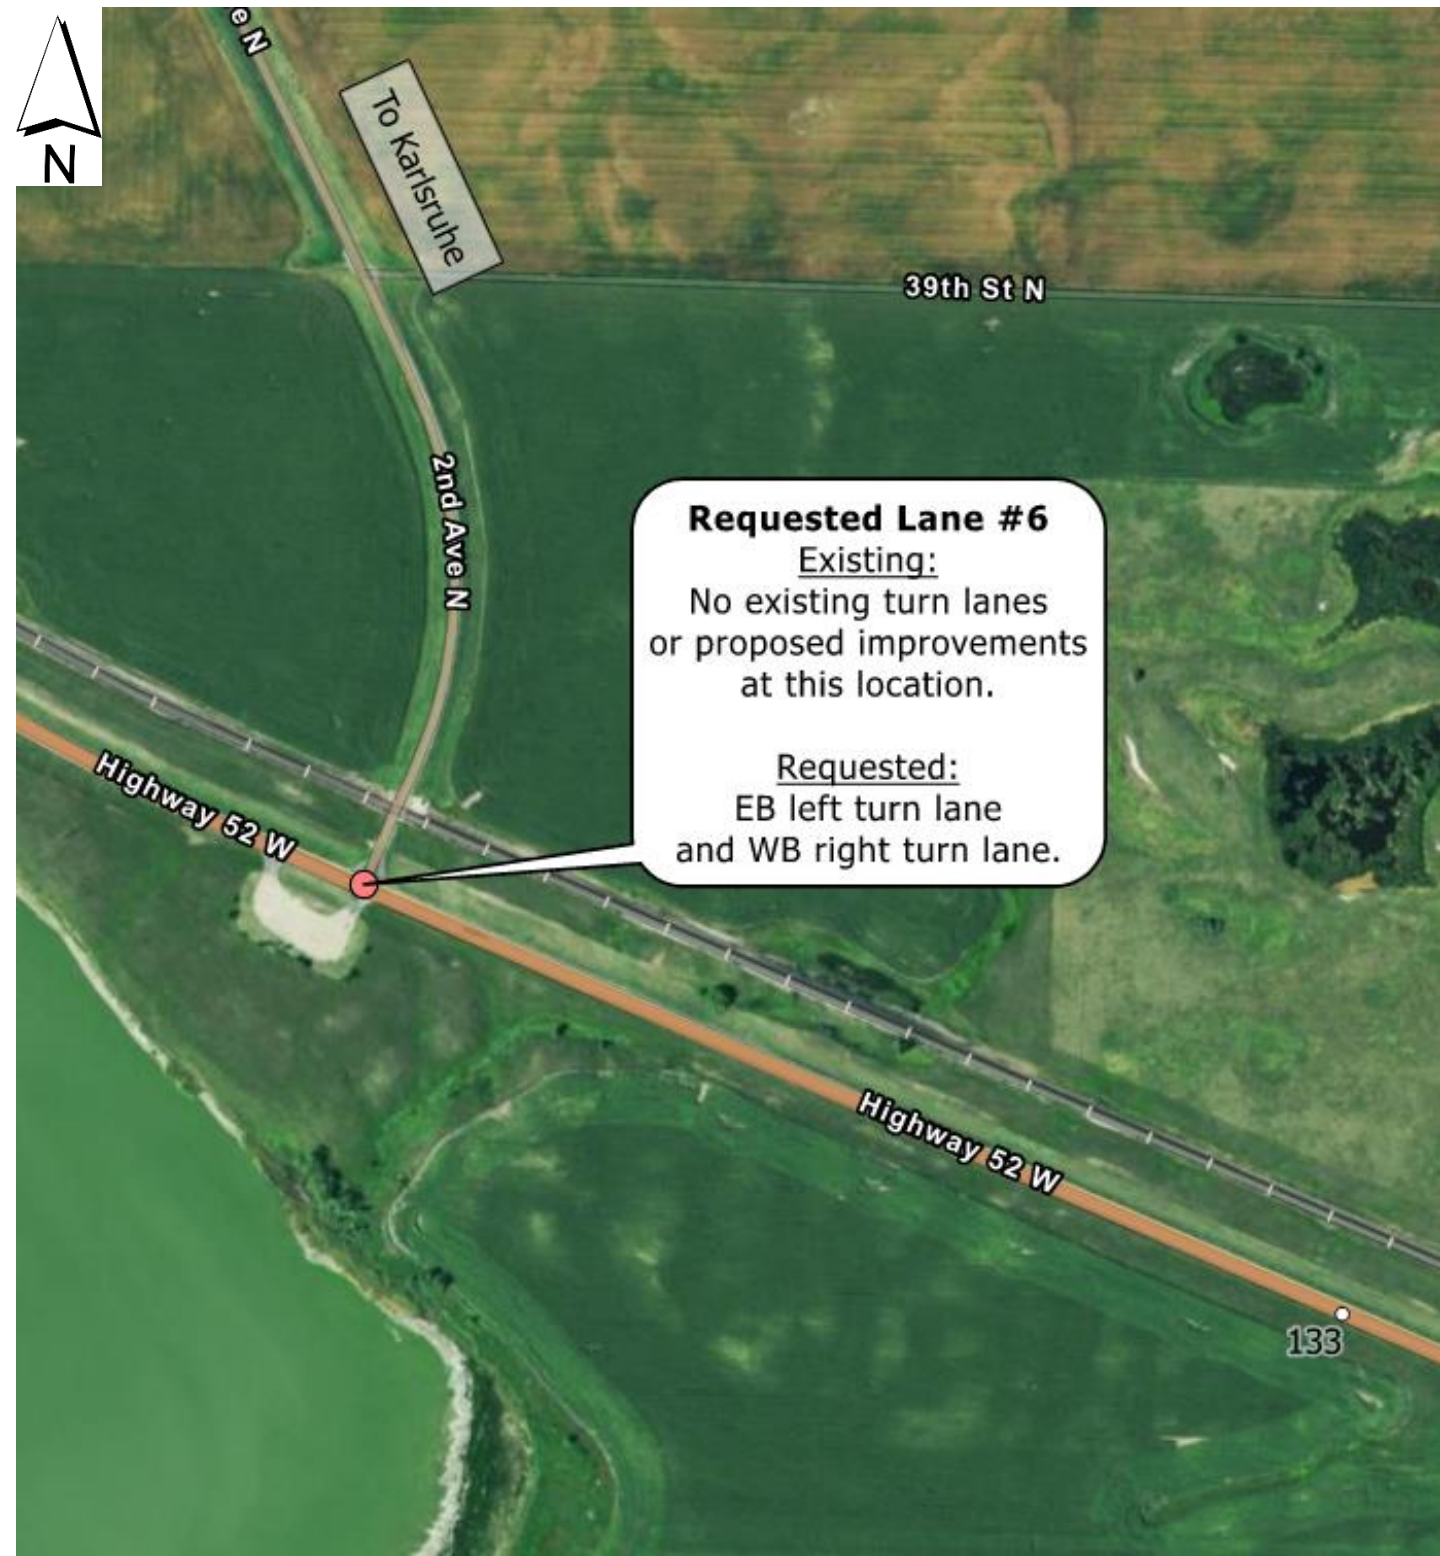 e N
N
To Karlsruhe
39th St N
2nd Ave N
Requested Lane #6
Existing:
No existing turn lanes
or proposed improvements
at this location.
Requested:
EB left turn lane
and WB right turn lane.
Highway 52 W
Highway 52 W
133